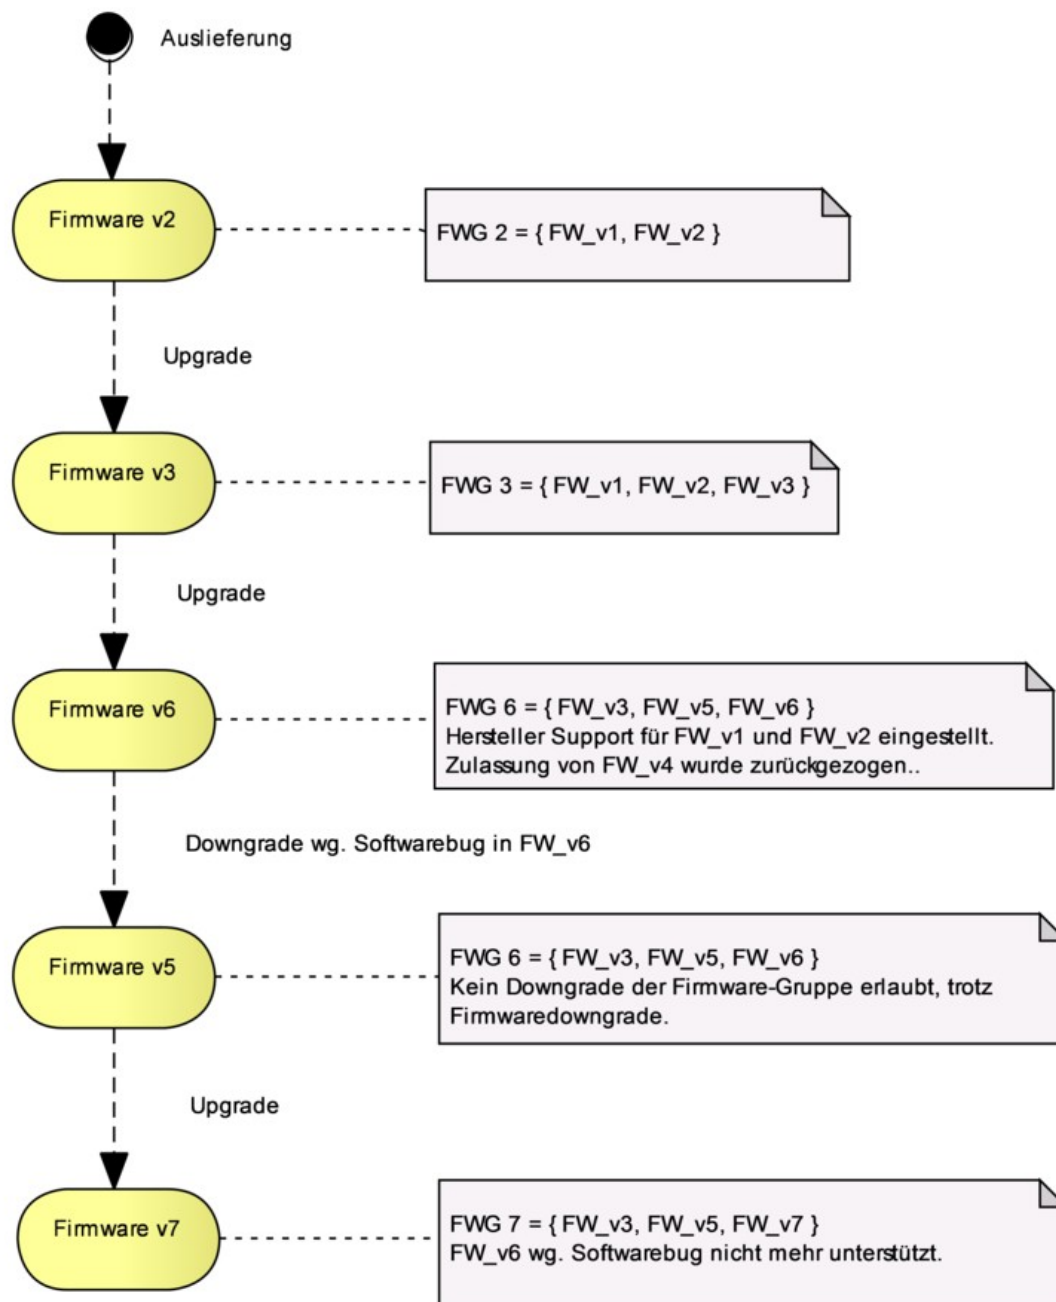 Auslieferung
Firmware v2
FWG 2 = { FW_v1, FW_v2 }
Upgrade
Firmware v3
FWG 3 = { FW_v1, FW_v2, FW_v3 }
Upgrade
Firmware v6
FWG 6 = { FW_v3, FW_v5, FW_v6 }
Hersteller Support für FW_v1 und FW_v2 eingestellt.
Zulassung von FW_v4 wurde zurückgezogen..
Downgrade wg. Softwarebug in FW_v6
Firmware v5
FWG 6 = { FW_v3, FW_v5, FW_v6 }
Kein Downgrade der Firmware-Gruppe erlaubt, trotz
Firmwaredowngrade.
Upgrade
Firmware v7
FWG 7 = { FW_v3, FW_v5, FW_v7 }
FW_v6 wg. Softwarebug nicht mehr unterstützt.